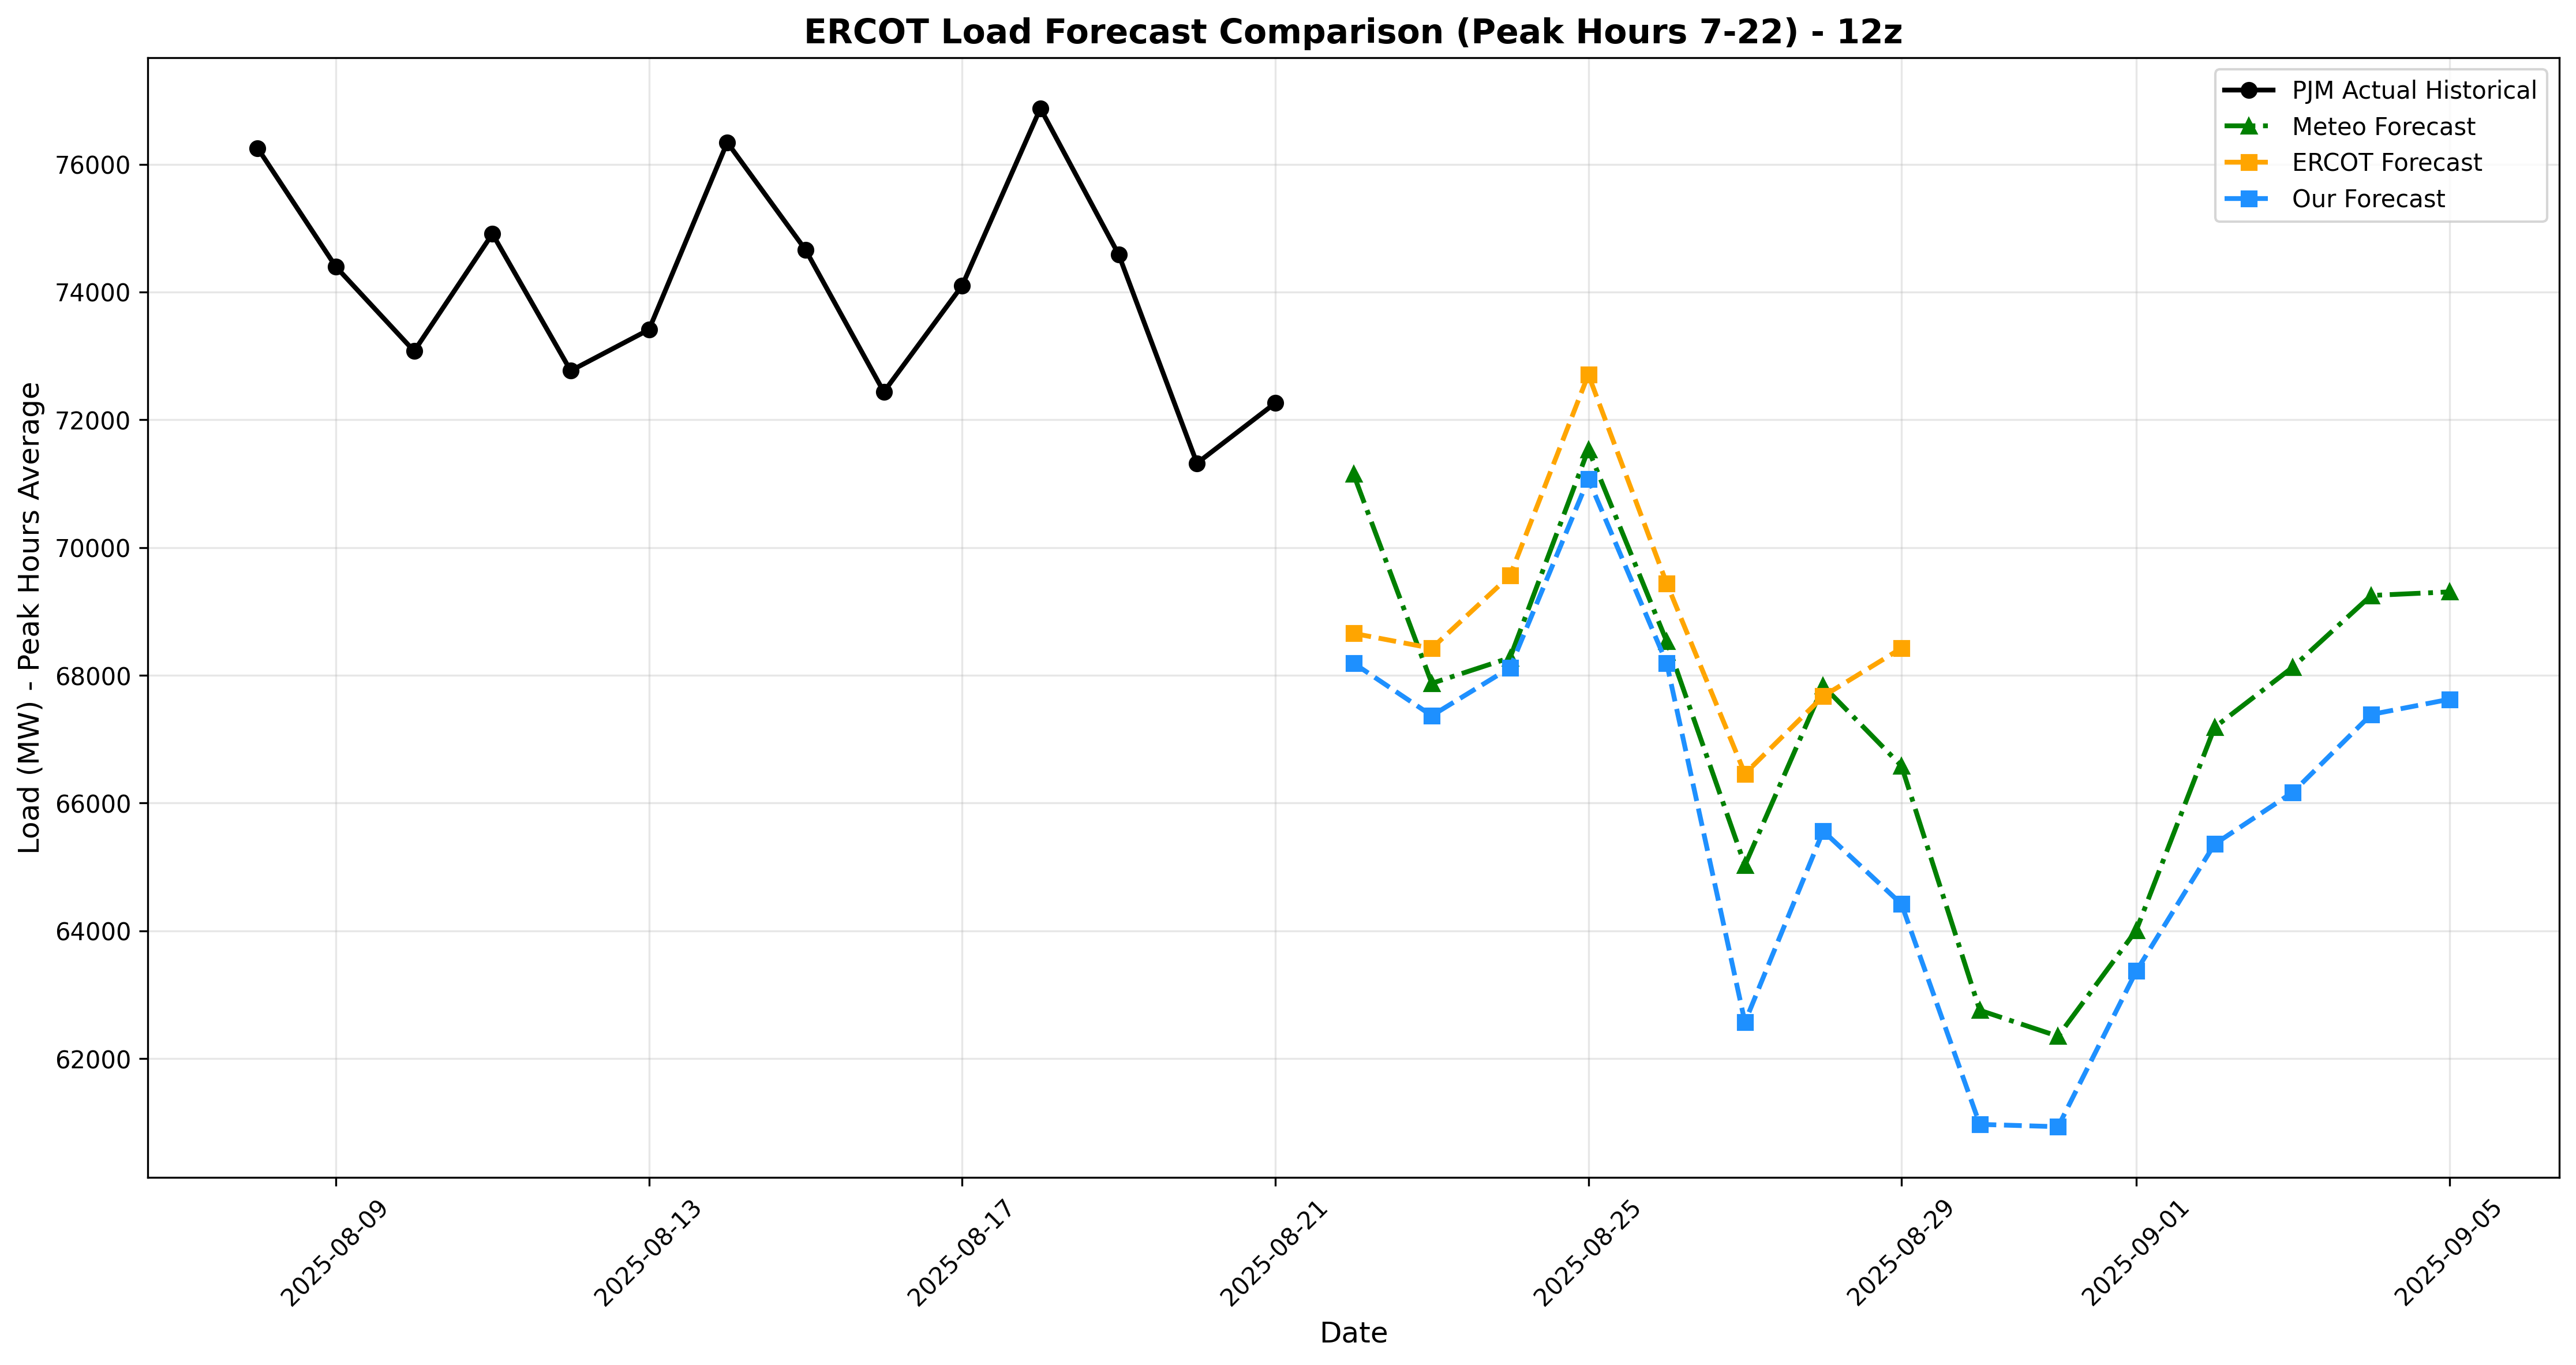 ERCOT Load Forecast Comparison (Peak Hours 7-22) - 12z
PJM Actual Historical
Meteo Forecast
ERCOT Forecast
Our Forecast
Load (MW) - Peak Hours Average
76000
74000
72000
70000
68000
66000
64000
62000
2025-08-09
2025-08-13
2025-08-17
2025-08-21
2025-08-25
2025-08-29
2025-09-01
2025-09-05
Date